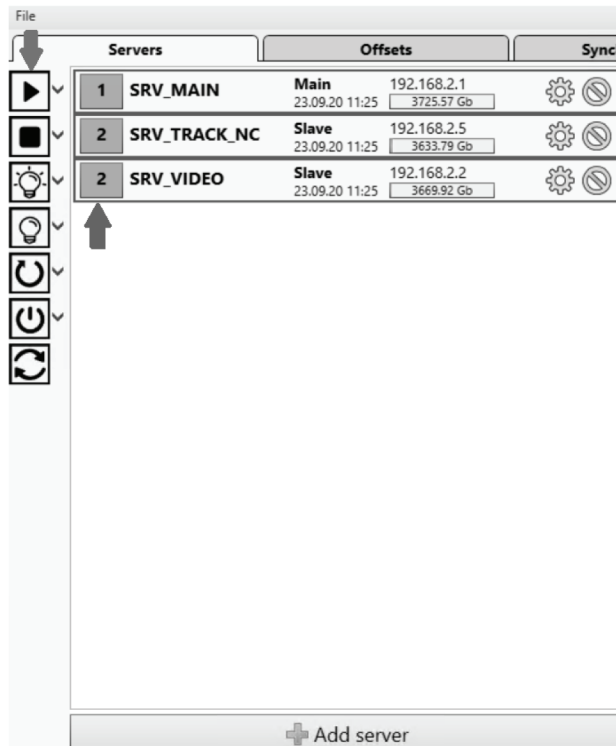 File
Servers Offsets Sync
1 SRV_MAIN Main 192.168.2.1
23.09.20 11:25 3725.57 Gb
2 SRV_TRACK_NC Slave 192.168.2.5
23.09.20 11:25 3633.79 Gb
2 SRV_VIDEO Slave 192.168.2.2
23.09.20 11:25 3669.92 Gb
Add server